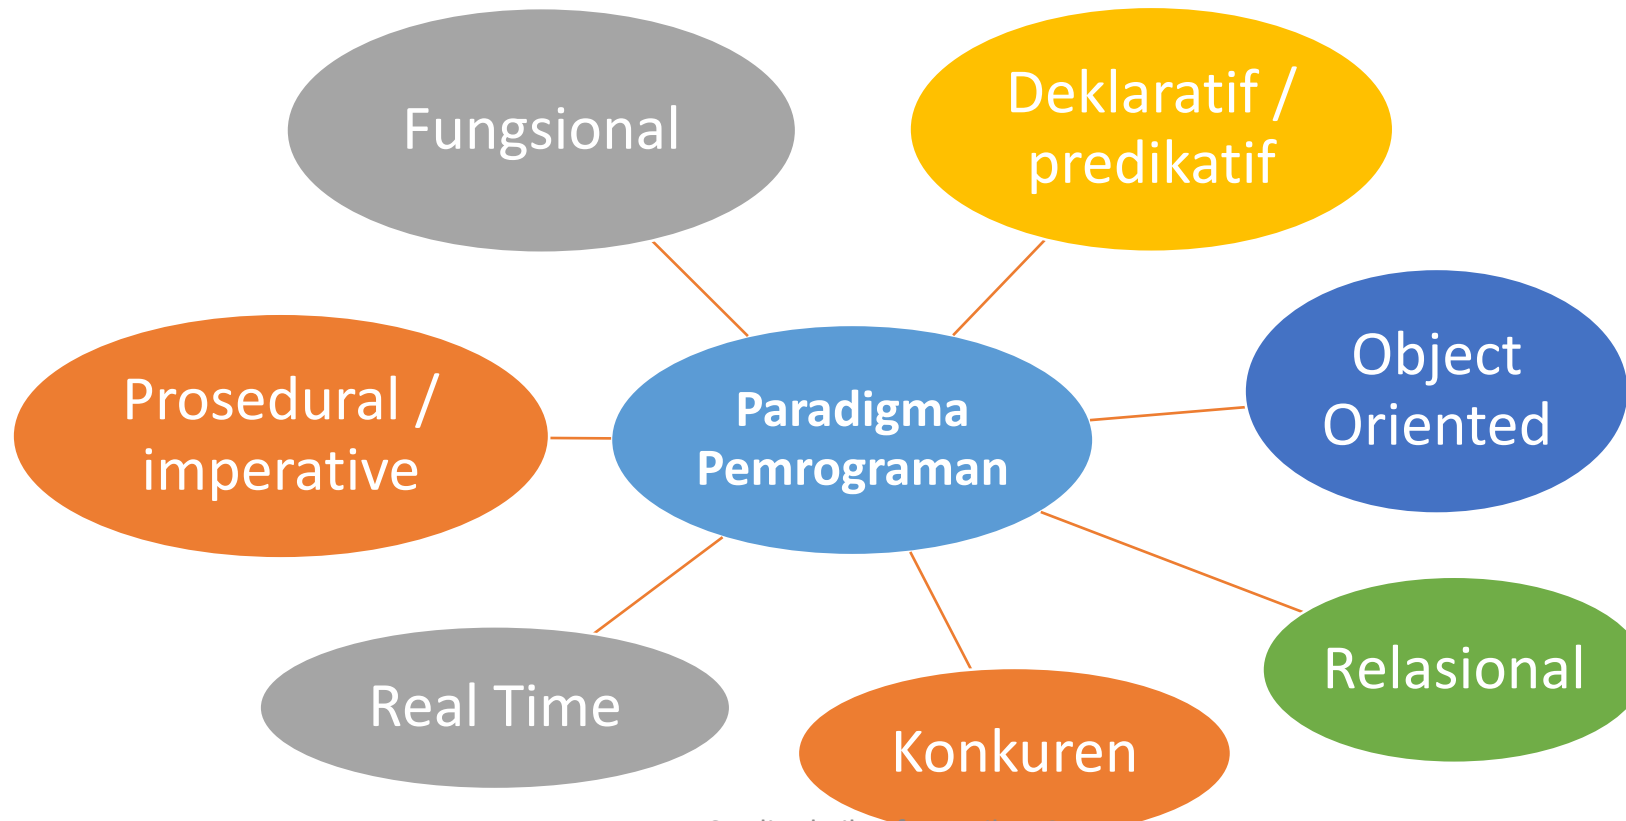 Fungsional
Deklaratif /
predikatif
Object
Oriented
Prosedural /
imperative
Paradigma
Pemrograman
Relasional
Real Time
Konkuren